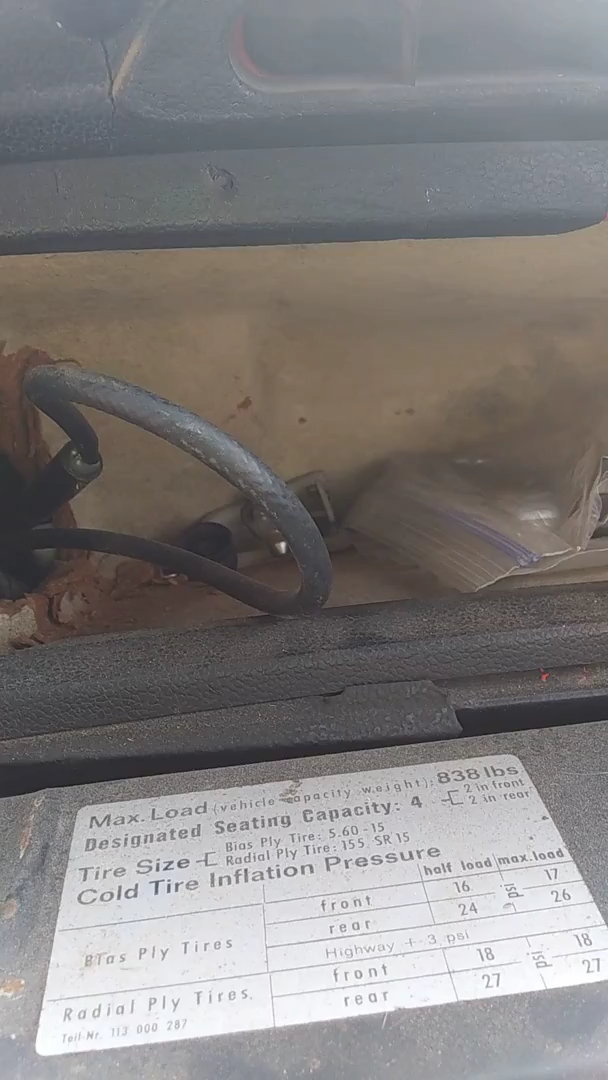 Max. Load (vehicle capacity weight): 838 lbs
Designated Seating Capacity: 4 2 in front
2 in rear
Tire Size Bias Ply Tire: 5.60-15
Radial Ply Tire: 155 SR 15
Cold Tire Inflation Pressure
half load max. load
Bias Ply Tires front 16 psi 17
rear 24 26
Highway + 3 psi
Radial Ply Tires front 18 psi 18
rear 27 27
Teil Nr. 113 000 287